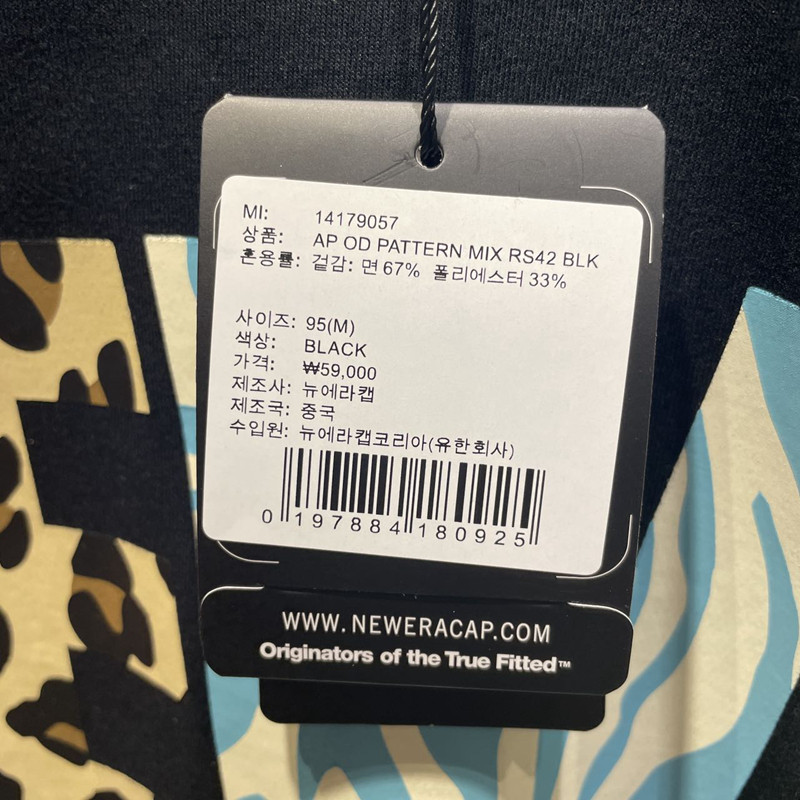 MI: 14179057
상품: AP OD PATTERN MIX RS42 BLK
혼용률: 겉감: 면 67% 폴리에스터 33%
사이즈: 95(M)
색상: BLACK
가격: ₩59,000
제조사: 뉴에라캡
제조국: 중국
수입원: 뉴에라캡코리아(유한회사)
0 197884 180925
WWW.NEWERACAP.COM
Originators of the True Fitted™